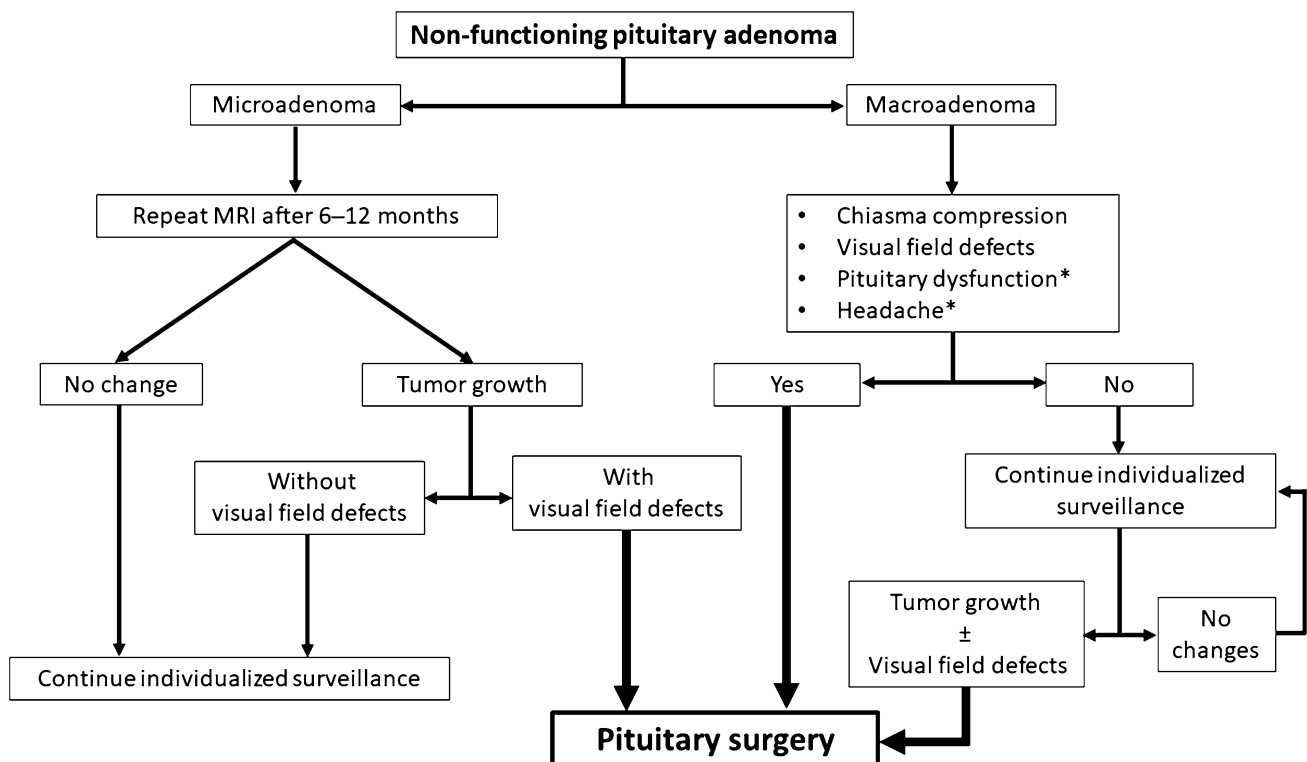 Non-functioning pituitary adenoma
Microadenoma
Macroadenoma
Repeat MRI after 6–12 months
• Chiasma compression
• Visual field defects
• Pituitary dysfunction*
• Headache*
No change
Tumor growth
Yes
No
Without
visual field defects
With
visual field defects
Continue individualized
surveillance
Tumor growth
±
Visual field defects
No
changes
Continue individualized surveillance
Pituitary surgery